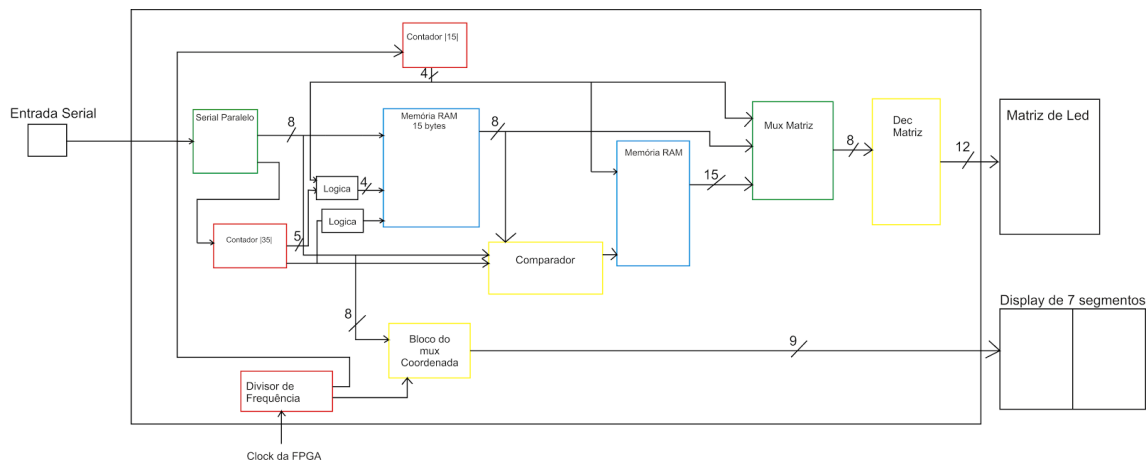 Contador |15|
4
Entrada Serial
Serial Paralelo
8
Memória RAM
15 bytes
8
Mux Matriz
8
Dec
Matriz
12
Matriz de Led
Memória RAM
15
Logica
4
Logica
Contador |35|
5
Comparador
8
Bloco do
mux
Coordenada
9
Display de 7 segmentos
Divisor de
Frequência
Clock da FPGA